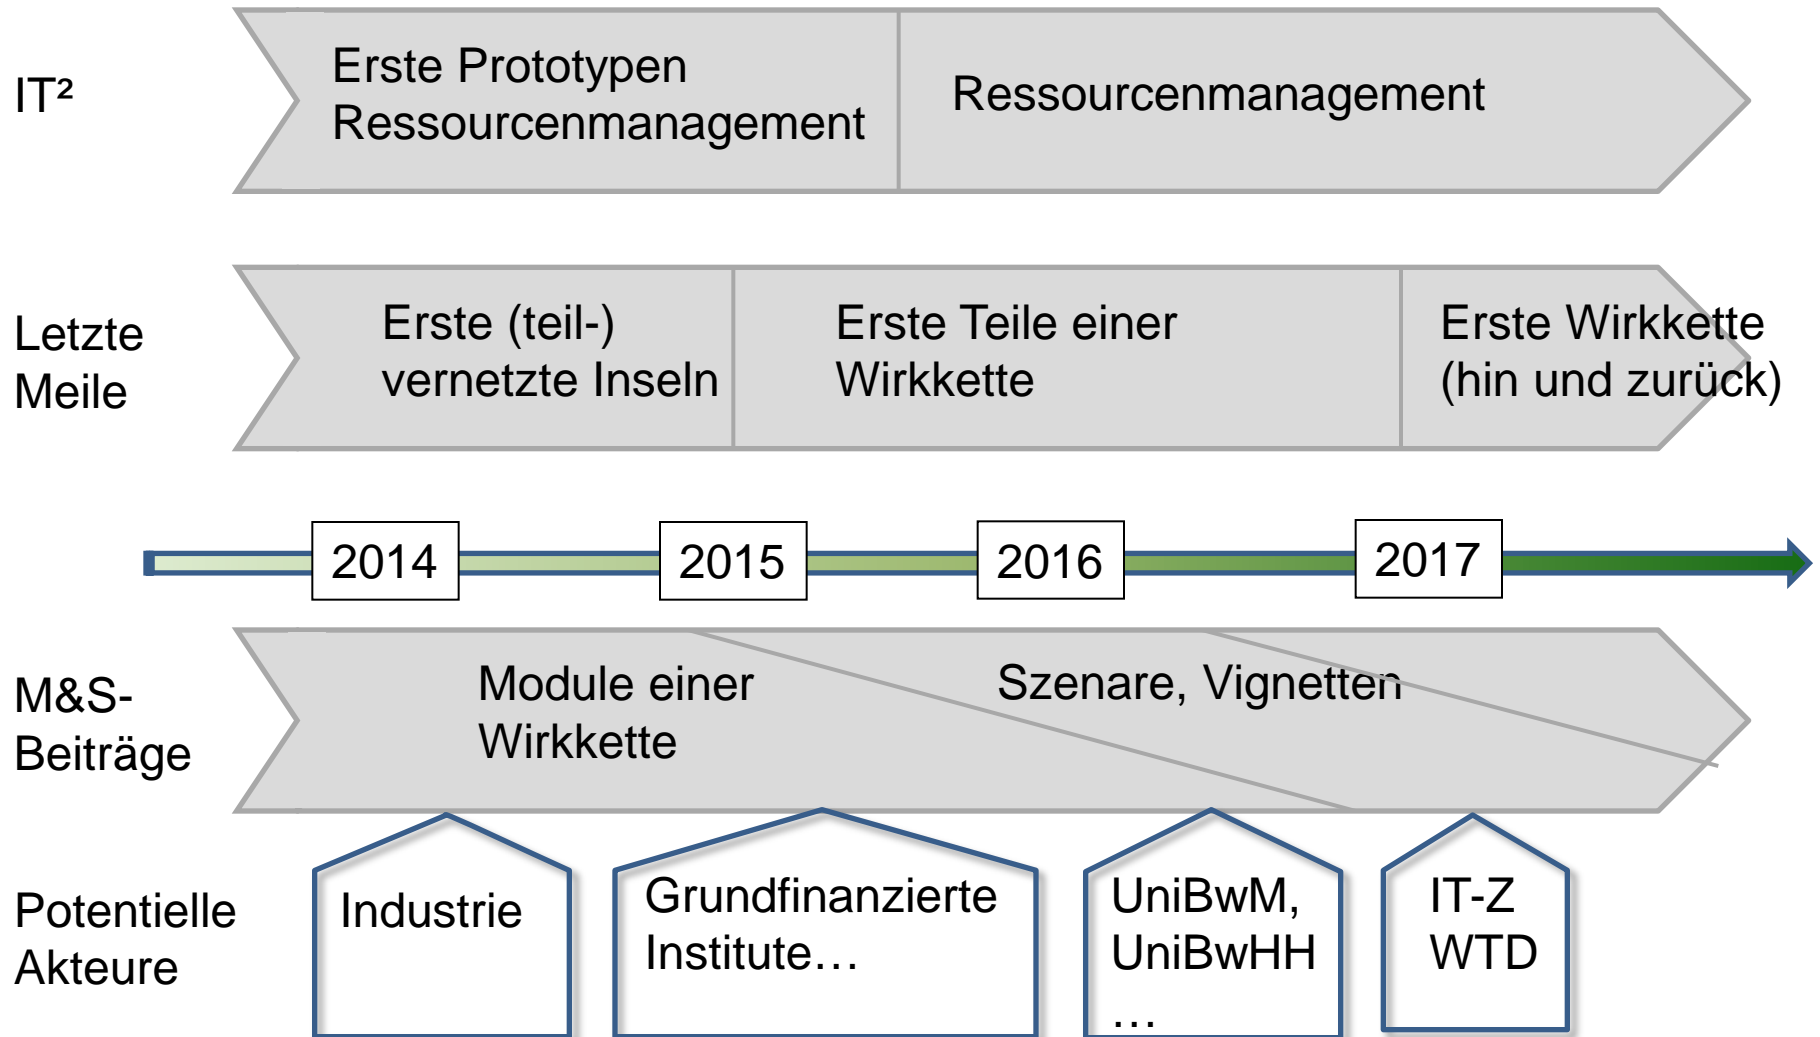 IT²
Erste Prototypen
Ressourcenmanagement
Ressourcenmanagement
Letzte
Meile
Erste (teil-)
vernetzte Inseln
Erste Teile einer
Wirkkette
Erste Wirkkette
(hin und zurück)
2014
2015
2016
2017
M&S-
Beiträge
Module einer
Wirkkette
Szenare, Vignetten
Potentielle
Akteure
Industrie
Grundfinanzierte
Institute…
UniBwM,
UniBwHH
…
IT-Z
WTD